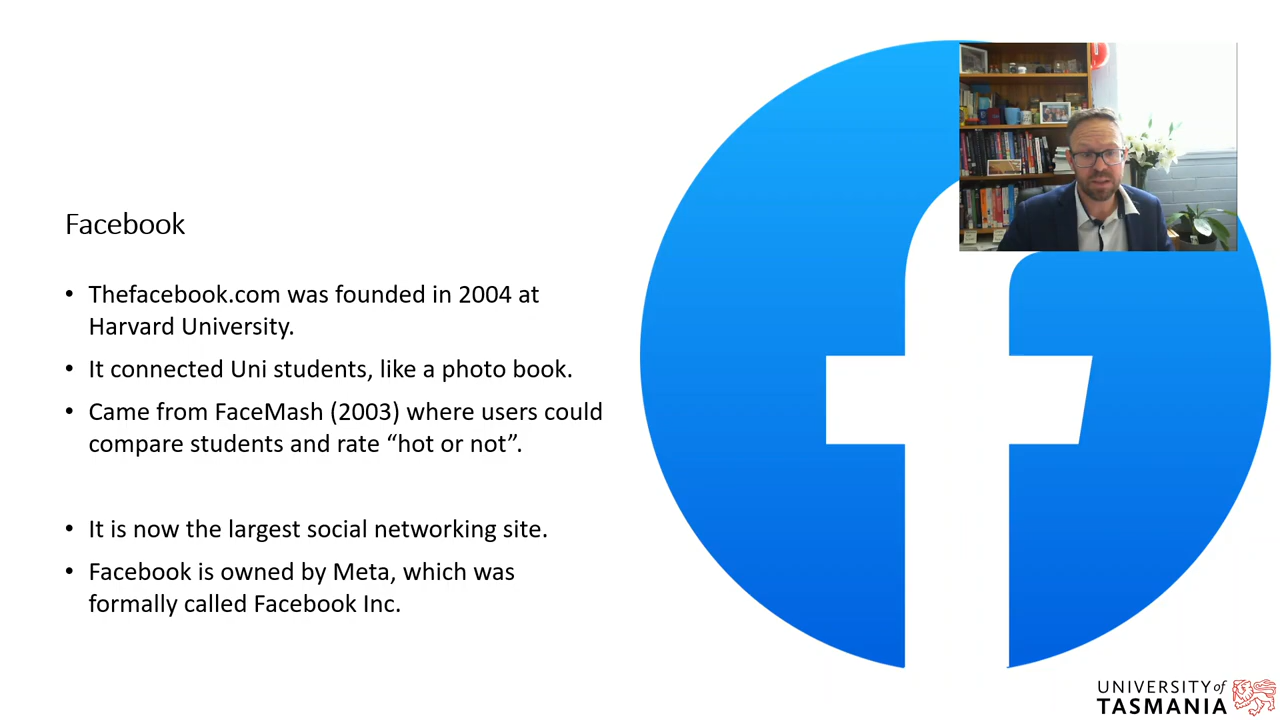 Facebook
• Thefacebook.com was founded in 2004 at
Harvard University.
• It connected Uni students, like a photo book.
• Came from FaceMash (2003) where users could
compare students and rate “hot or not”.
• It is now the largest social networking site.
• Facebook is owned by Meta, which was
formally called Facebook Inc.
UNIVERSITY of
TASMANIA